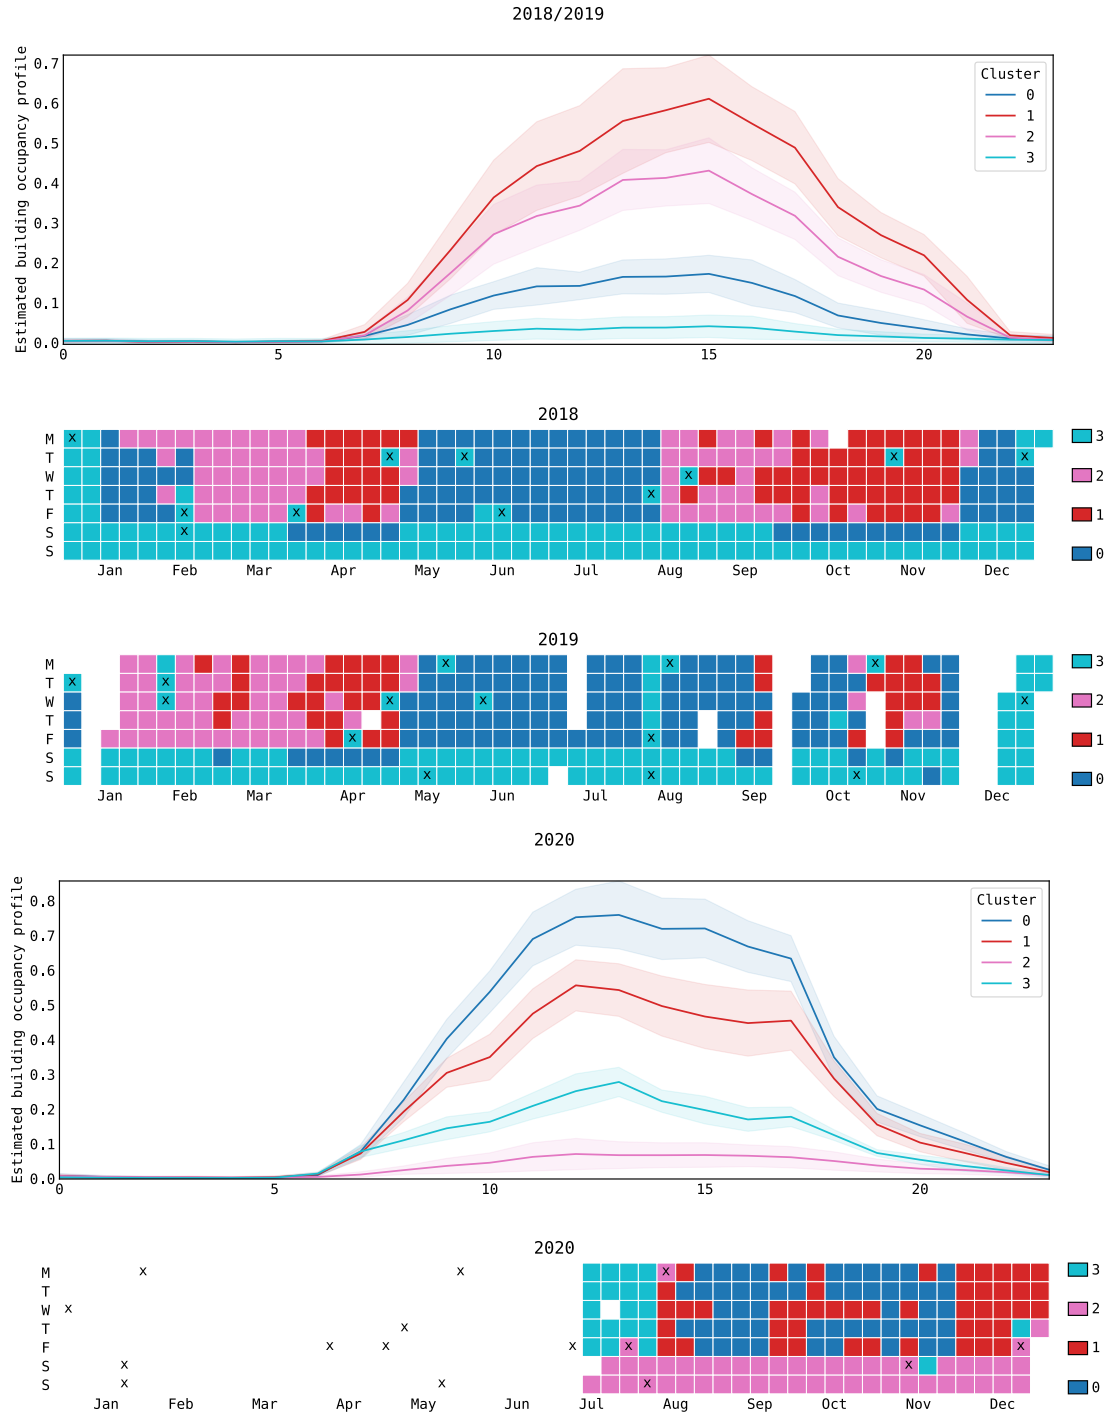 2018/2019
Estimated building occupancy profile
0.7
0.6
0.5
0.4
0.3
0.2
0.1
0.0
0 5 10 15 20
Cluster
0
1
2
3
2018
M x
T x x x x
W x
T x
F x x x
S x
S
Jan Feb Mar Apr May Jun Jul Aug Sep Oct Nov Dec
3
2
1
0
2019
M x x x
T x x
W x x x x
T
F x x
S
S x x x
Jan Feb Mar Apr May Jun Jul Aug Sep Oct Nov Dec
3
2
1
0
2020
Estimated building occupancy profile
0.8
0.7
0.6
0.5
0.4
0.3
0.2
0.1
0.0
0 5 10 15 20
Cluster
0
1
2
3
2020
M x x x
T
W x
T x
F x x x x x
S x x
S x x x
Jan Feb Mar Apr May Jun Jul Aug Sep Oct Nov Dec
3
2
1
0